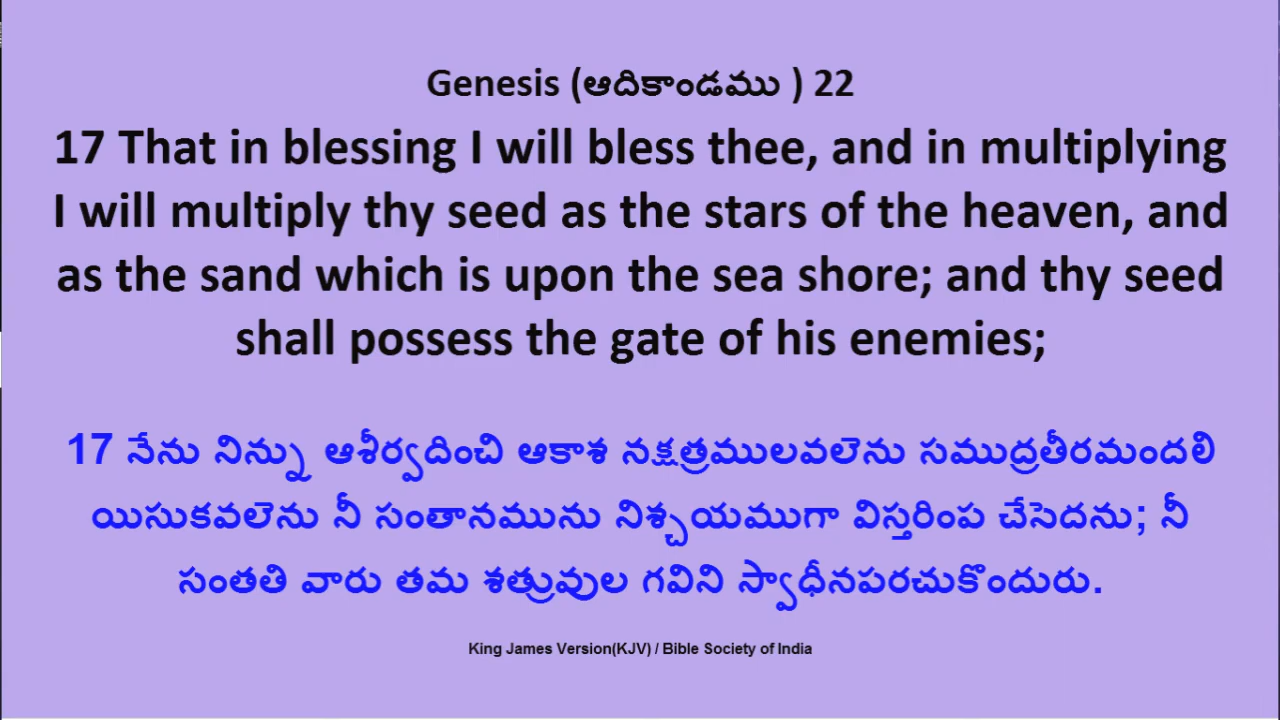 Genesis (ఆదికాండము ) 22
17 That in blessing I will bless thee, and in multiplying
I will multiply thy seed as the stars of the heaven, and
as the sand which is upon the sea shore; and thy seed
shall possess the gate of his enemies;
17 నేను నిన్ను ఆశీర్వదించి ఆకాశ నక్షత్రములవలెను సముద్రతీరమందలి
యిసుకవలెను నీ సంతానమును నిశ్చయముగా విస్తరింప చేసెదను; నీ
సంతతి వారు తమ శత్రువుల గవిని స్వాధీనపరచుకొందురు.
King James Version(KJV) / Bible Society of India